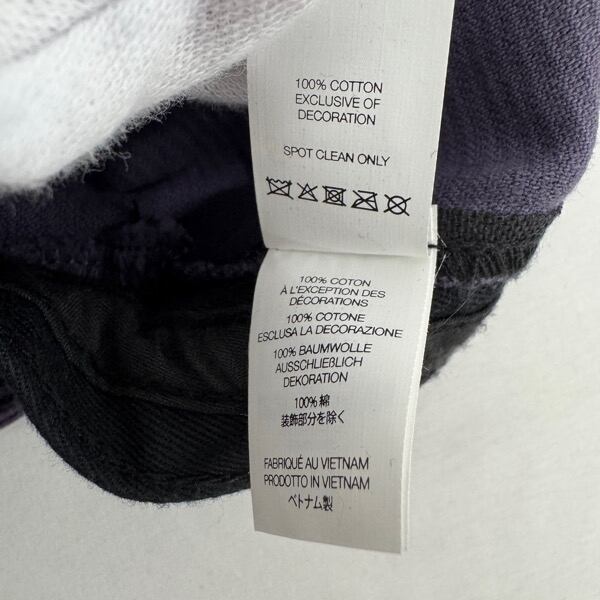 100% COTTON
EXCLUSIVE OF
DECORATION
SPOT CLEAN ONLY
100% COTON
À L'EXCEPTION DES
DÉCORATIONS
100% COTONE
ESCLUSA LA DECORAZIONE
100% BAUMWOLLE
AUSSCHLIEßLICH
DEKORATION
100% 綿
装飾部分を除く
FABRIQUÉ AU VIETNAM
PRODOTTO IN VIETNAM
ベトナム製